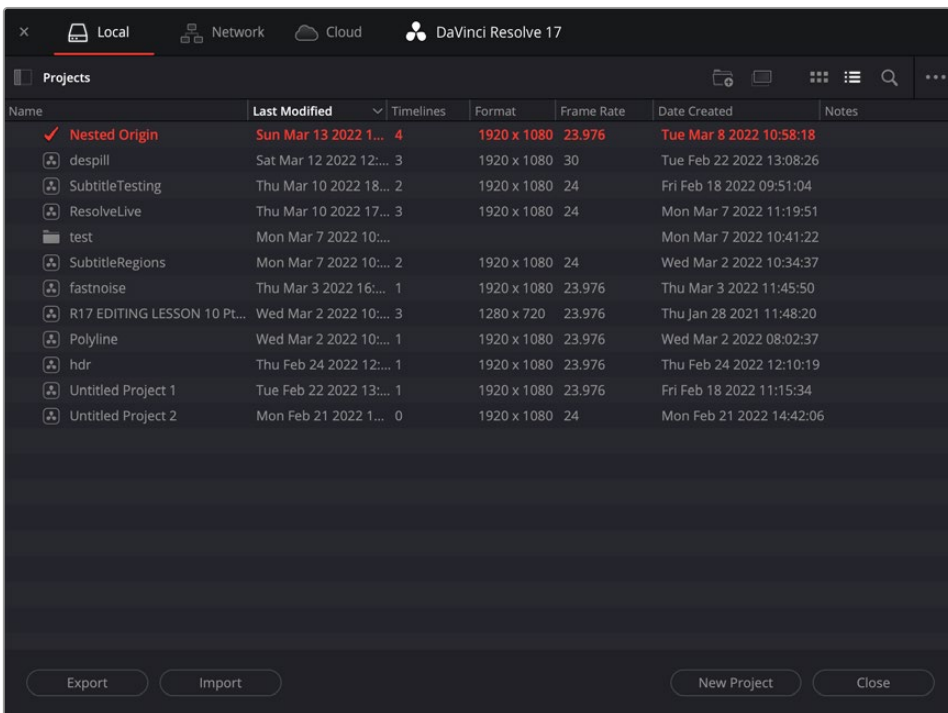 Local Network Cloud DaVinci Resolve 17
Projects
Name Last Modified Timelines Format Frame Rate Date Created Notes
Nested Origin Sun Mar 13 2022 1... 4 1920 x 1080 23.976 Tue Mar 8 2022 10:58:18
despill Sat Mar 12 2022 12:... 3 1920 x 1080 30 Tue Feb 22 2022 13:08:26
SubtitleTesting Thu Mar 10 2022 18... 2 1920 x 1080 24 Fri Feb 18 2022 09:51:04
ResolveLive Thu Mar 10 2022 17... 3 1920 x 1080 24 Mon Mar 7 2022 11:19:51
test Mon Mar 7 2022 10:... Mon Mar 7 2022 10:41:22
SubtitleRegions Mon Mar 7 2022 10:... 2 1920 x 1080 24 Wed Mar 2 2022 10:34:37
fastnoise Thu Mar 3 2022 16:... 1 1920 x 1080 23.976 Thu Mar 3 2022 11:45:50
R17 EDITING LESSON 10 Pt... Wed Mar 2 2022 10:... 3 1280 x 720 23.976 Thu Jan 28 2021 11:48:20
Polyline Wed Mar 2 2022 10:... 1 1920 x 1080 23.976 Wed Mar 2 2022 08:02:37
hdr Thu Feb 24 2022 12:... 1 1920 x 1080 23.976 Thu Feb 24 2022 12:10:19
Untitled Project 1 Tue Feb 22 2022 13:... 1 1920 x 1080 23.976 Fri Feb 18 2022 11:15:34
Untitled Project 2 Mon Feb 21 2022 1... 0 1920 x 1080 24 Mon Feb 21 2022 14:42:06
Export Import New Project Close